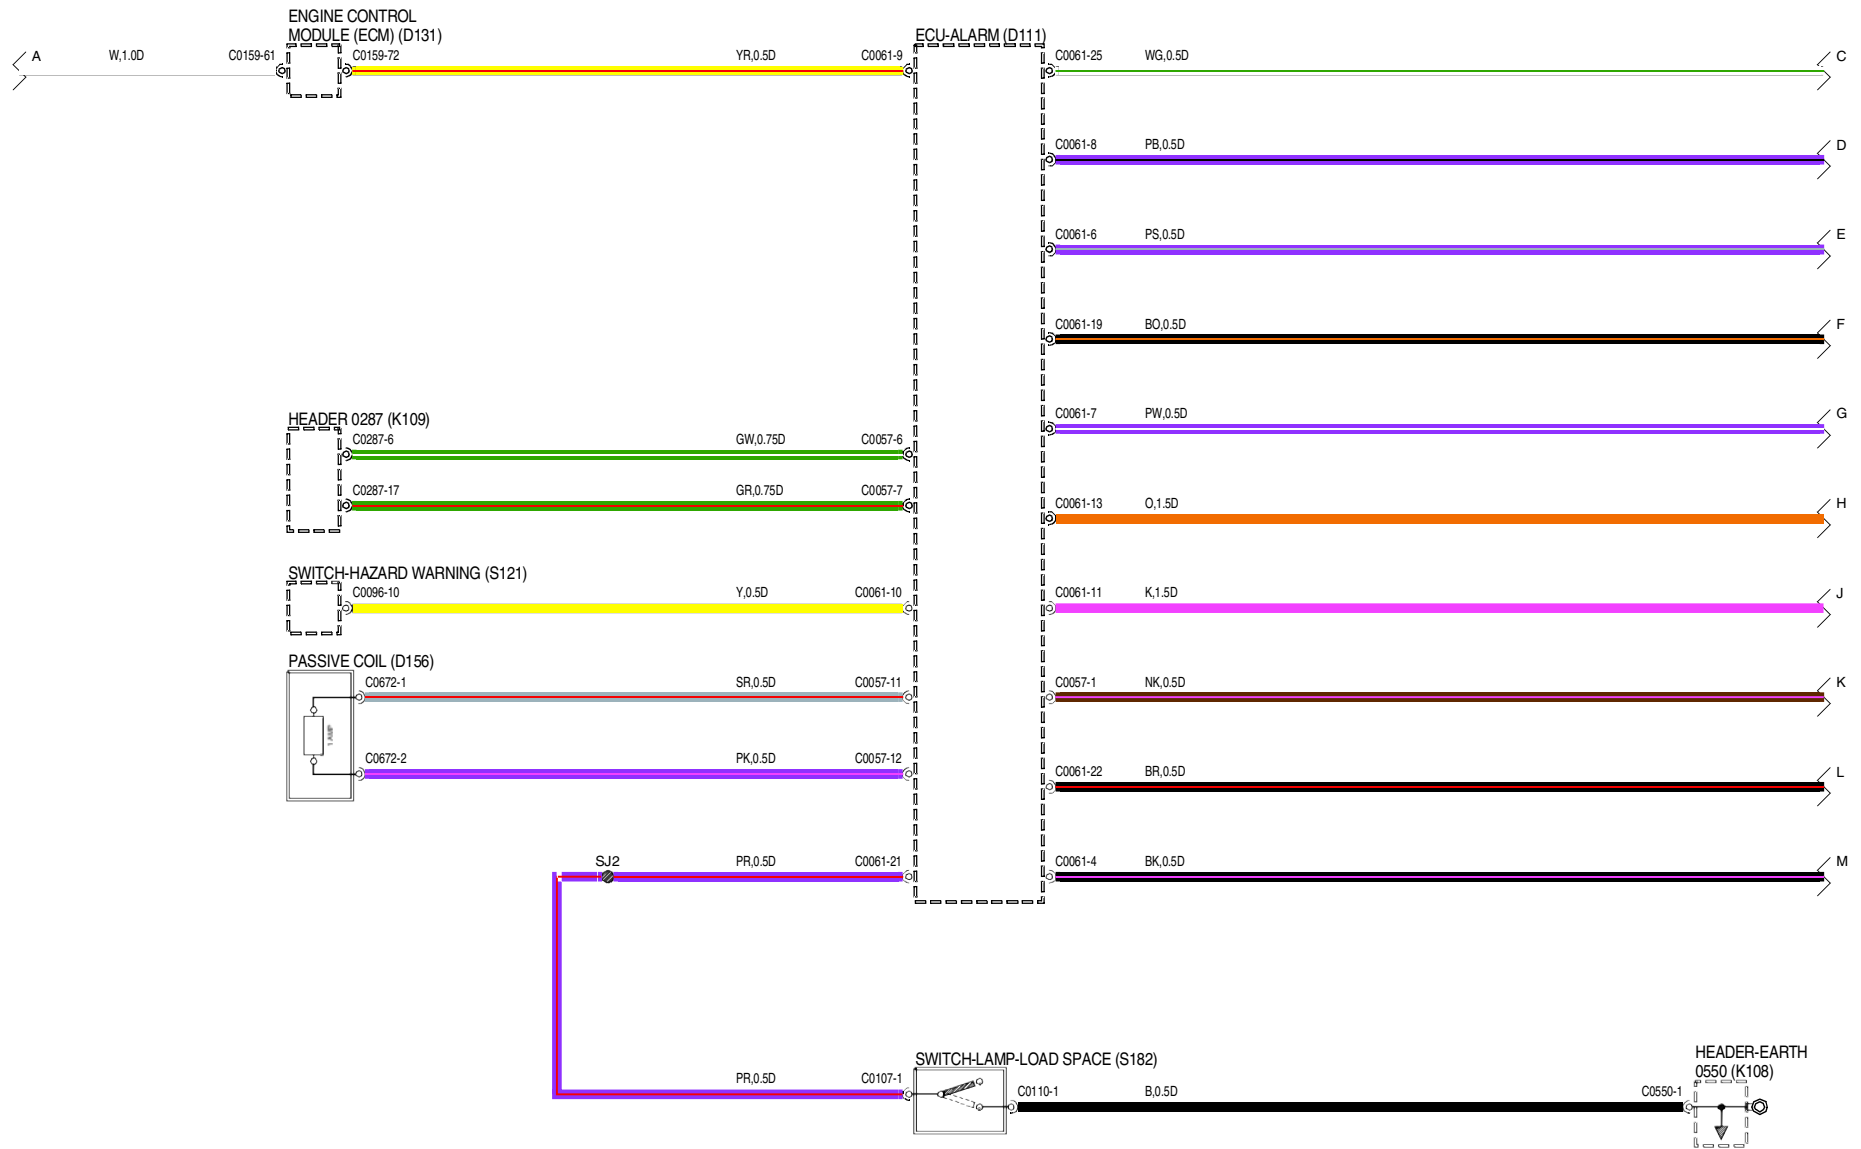 ENGINE CONTROL
MODULE (ECM) (D131)
ECU-ALARM (D111)
A W,1.0D C0159-61 C0159-72 YR,0.5D C0061-9 C0061-25 WG,0.5D C
C0061-8 PB,0.5D D
C0061-6 PS,0.5D E
C0061-19 BO,0.5D F
HEADER 0287 (K109)
C0061-7 PW,0.5D G
C0287-6 GW,0.75D C0057-6
C0287-17 GR,0.75D C0057-7
C0061-13 O,1.5D H
SWITCH-HAZARD WARNING (S121)
C0096-10 Y,0.5D C0061-10 C0061-11 K,1.5D J
PASSIVE COIL (D156)
C0672-1 SR,0.5D C0057-11 C0057-1 NK,0.5D K
1 AMP
C0672-2 PK,0.5D C0057-12
C0061-22 BR,0.5D L
SJ2 PR,0.5D C0061-21 C0061-4 BK,0.5D M
SWITCH-LAMP-LOAD SPACE (S182)
HEADER-EARTH
0550 (K108)
PR,0.5D C0107-1
C0110-1 B,0.5D C0550-1